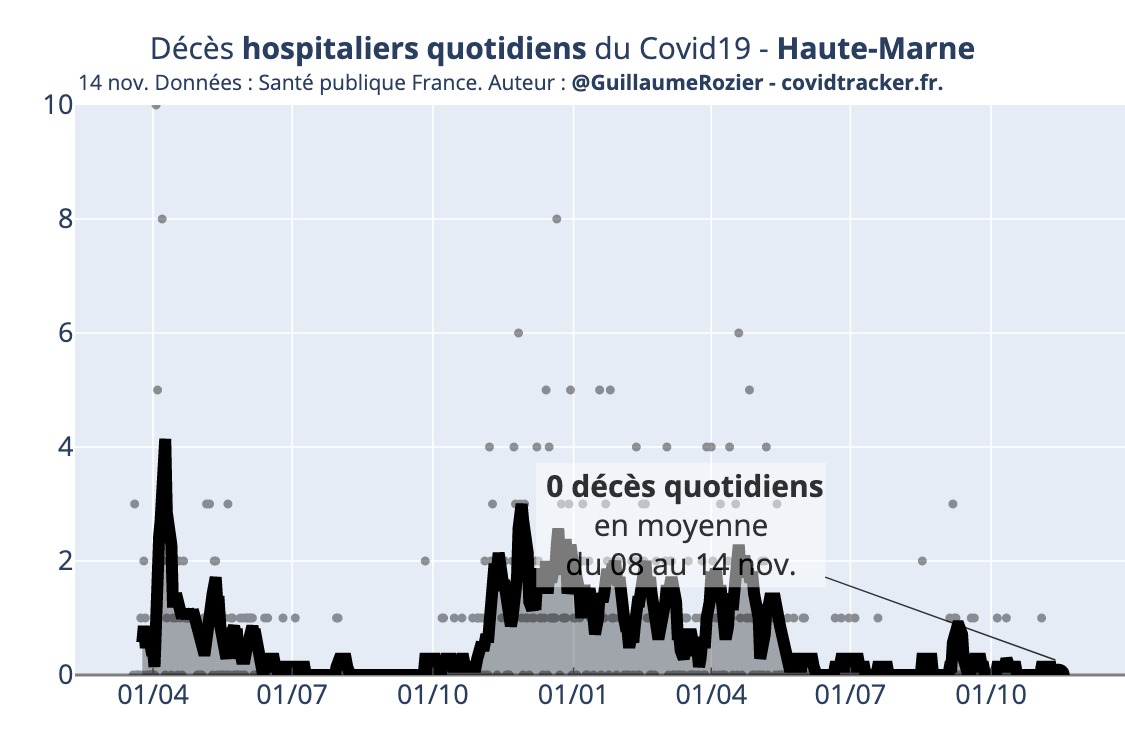 Décès hospitaliers quotidiens du Covid19 - Haute-Marne
14 nov. Données : Santé publique France. Auteur : @GuillaumeRozier - covidtracker.fr.
10
8
6
4
0 décès quotidiens
en moyenne
du 08 au 14 nov.
2
0
01/04 01/07 01/10 01/01 01/04 01/07 01/10